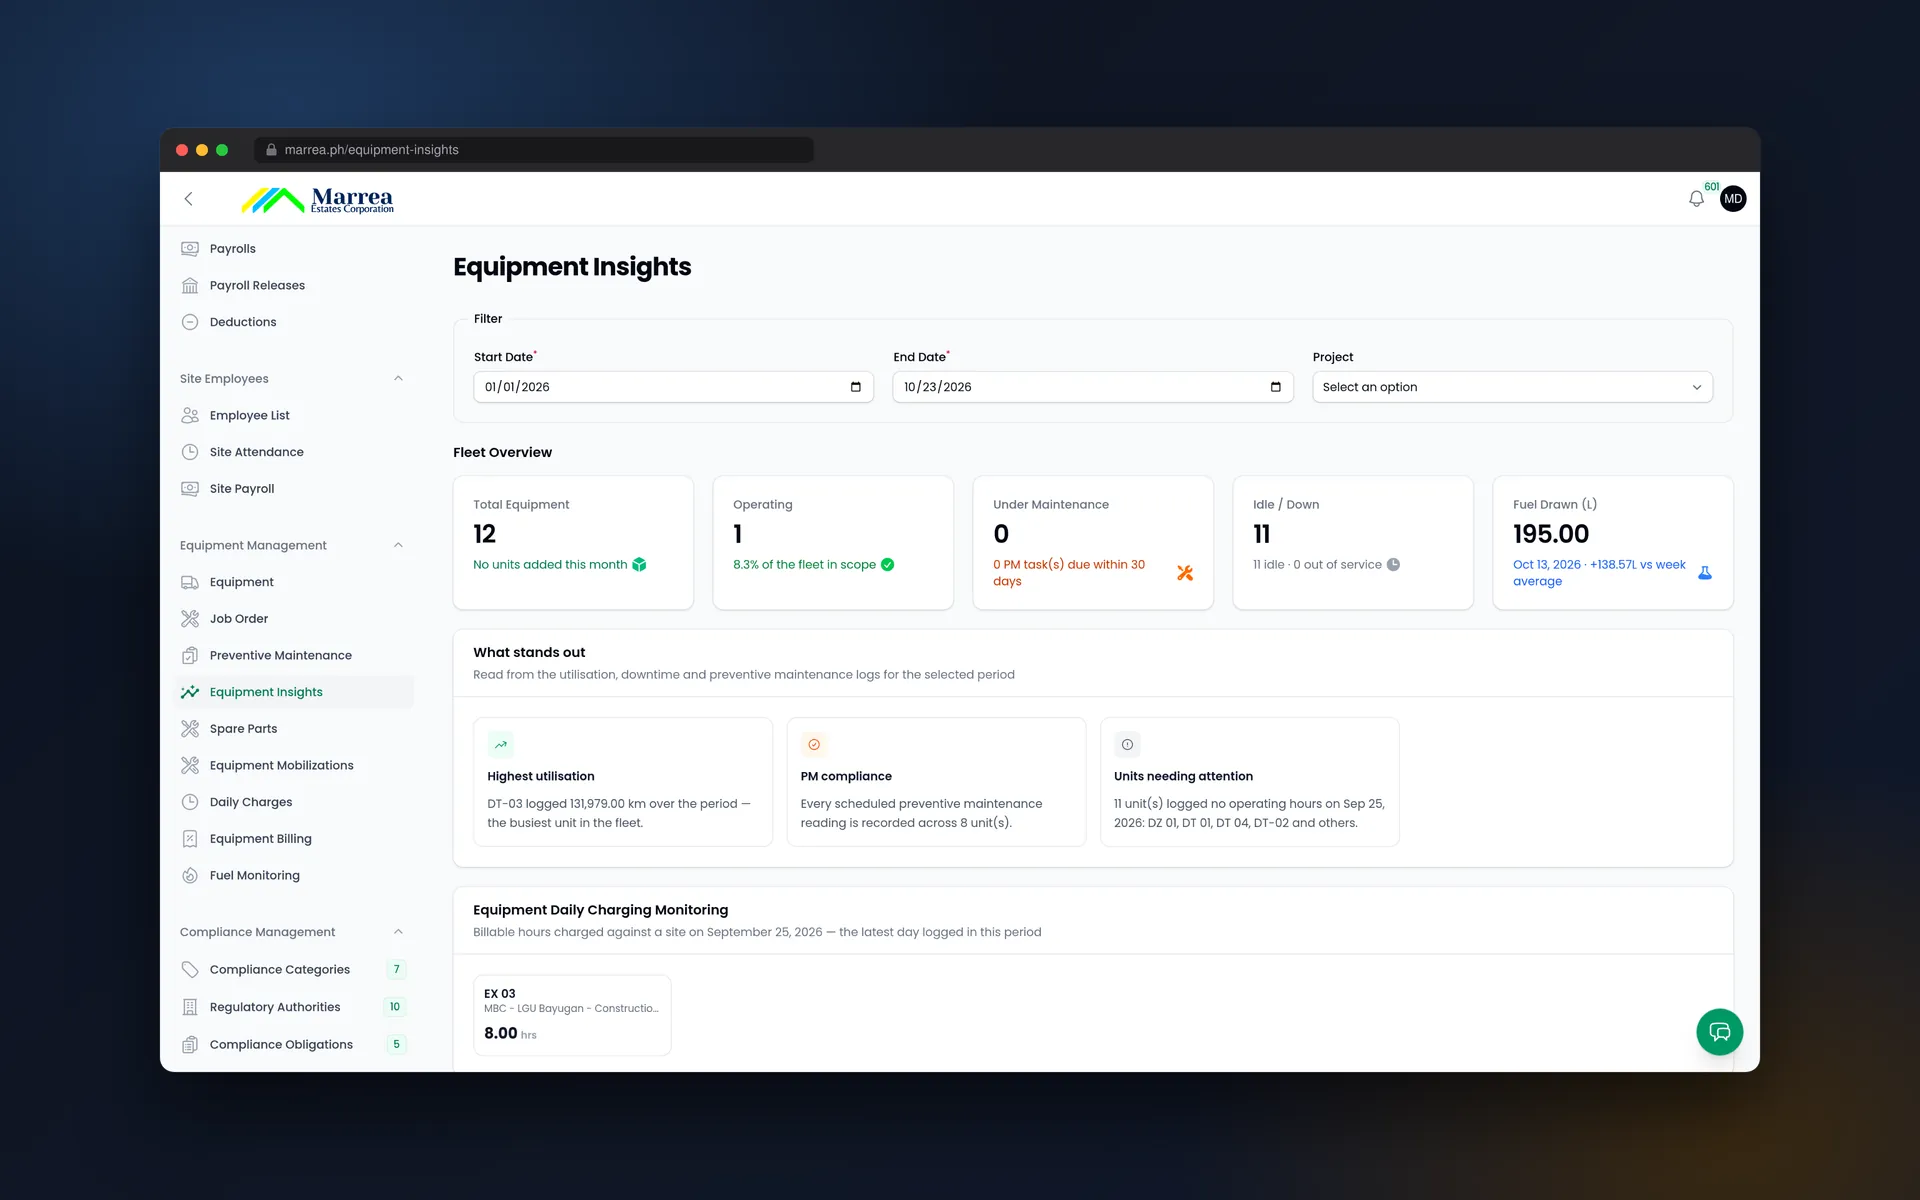 marrea.ph/equipment-insights
Marrea
Estates Corporation
601
MD
Payrolls
Payroll Releases
Deductions
Site Employees
Employee List
Site Attendance
Site Payroll
Equipment Management
Equipment
Job Order
Preventive Maintenance
Equipment Insights
Spare Parts
Equipment Mobilizations
Daily Charges
Equipment Billing
Fuel Monitoring
Compliance Management
Compliance Categories 7
Regulatory Authorities 10
Compliance Obligations 5
Equipment Insights
Filter
Start Date*
01/01/2026
End Date*
10/23/2026
Project
Select an option
Fleet Overview
Total Equipment
12
No units added this month
Operating
1
8.3% of the fleet in scope
Under Maintenance
0
0 PM task(s) due within 30
days
Idle / Down
11
11 idle · 0 out of service
Fuel Drawn (L)
195.00
Oct 13, 2026 · +138.57L vs week
average
What stands out
Read from the utilisation, downtime and preventive maintenance logs for the selected period
Highest utilisation
DT-03 logged 131,979.00 km over the period —
the busiest unit in the fleet.
PM compliance
Every scheduled preventive maintenance
reading is recorded across 8 unit(s).
Units needing attention
11 unit(s) logged no operating hours on Sep 25,
2026: DZ 01, DT 01, DT 04, DT-02 and others.
Equipment Daily Charging Monitoring
Billable hours charged against a site on September 25, 2026 — the latest day logged in this period
EX 03
MBC - LGU Bayugan - Constructio...
8.00 hrs